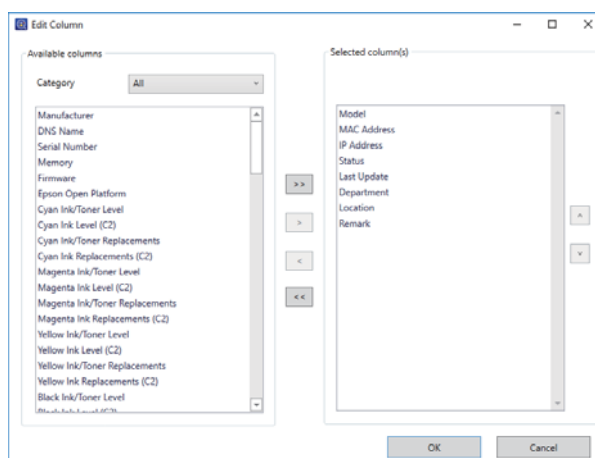 Edit Column
Available columns
Category
All
Manufacturer
DNS Name
Serial Number
Memory
Firmware
Epson Open Platform
Cyan Ink/Toner Level
Cyan Ink Level (C2)
Cyan Ink/Toner Replacements
Cyan Ink Replacements (C2)
Magenta Ink/Toner Level
Magenta Ink Level (C2)
Magenta Ink/Toner Replacements
Magenta Ink Replacements (C2)
Yellow Ink/Toner Level
Yellow Ink Level (C2)
Yellow Ink/Toner Replacements
Yellow Ink Replacements (C2)
Black Ink/Toner Level
Black Ink Level (C2)
>>
>
<
<<
Selected column(s)
Model
MAC Address
IP Address
Status
Last Update
Department
Location
Remark
OK
Cancel